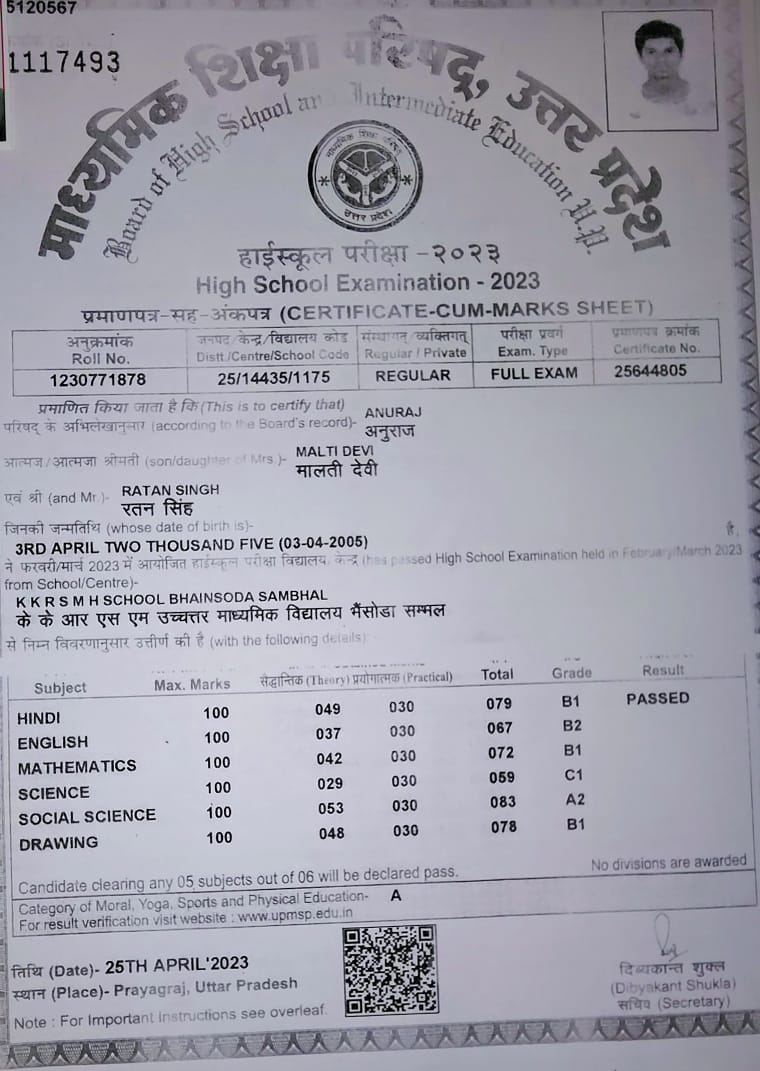 5120567
1117493
माध्यमिक शिक्षा परिषद्, उत्तर प्रदेश
Board of High School and Intermediate Education U.P.
माध्यमिक शिक्षा परिषद्
उत्तर प्रदेश
हाईस्कूल परीक्षा - २०२३
High School Examination - 2023
प्रमाणपत्र-सह-अंकपत्र (CERTIFICATE-CUM-MARKS SHEET)
अनुक्रमांक जनपद/केन्द्र/विद्यालय कोड संस्थागत/व्यक्तिगत् परीक्षा प्रवर्ग प्रमाणपत्र क्रमांक
Roll No. Distt./Centre/School Code Regular / Private Exam. Type Certificate No.
1230771878 25/14435/1175 REGULAR FULL EXAM 25644805
प्रमाणित किया जाता है कि (This is to certify that) ANURAJ
परिषद् के अभिलेखानुसार (according to the Board's record)- अनुराज
आत्मज/आत्मजा श्रीमती (son/daughter of Mrs.)- MALTI DEVI
मालती देवी
एवं श्री (and Mr.)- RATAN SINGH
रतन सिंह
जिनकी जन्मतिथि (whose date of birth is)-
3RD APRIL TWO THOUSAND FIVE (03-04-2005) है,
ने फरवरी/मार्च 2023 में आयोजित हाईस्कूल परीक्षा विद्यालय/केन्द्र (has passed High School Examination held in February/March 2023
from School/Centre)-
K K R S M H SCHOOL BHAINSODA SAMBHAL
के के आर एस एम उच्चत्तर माध्यमिक विद्यालय भैंसोडा सम्भल
से निम्न विवरणानुसार उत्तीर्ण की है (with the following details)
Subject Max. Marks सैद्धान्तिक (Theory) प्रयोगात्मक (Practical) Total Grade Result
HINDI 100 049 030 079 B1 PASSED
ENGLISH 100 037 030 067 B2
MATHEMATICS 100 042 030 072 B1
SCIENCE 100 029 030 059 C1
SOCIAL SCIENCE 100 053 030 083 A2
DRAWING 100 048 030 078 B1
Candidate clearing any 05 subjects out of 06 will be declared pass. No divisions are awarded
Category of Moral, Yoga, Sports and Physical Education- A
For result verification visit website : www.upmsp.edu.in
तिथि (Date)- 25TH APRIL'2023
स्थान (Place)- Prayagraj, Uttar Pradesh
Note : For Important Instructions see overleaf.
दिब्यकान्त शुक्ल
(Dibyakant Shukla)
सचिव (Secretary)